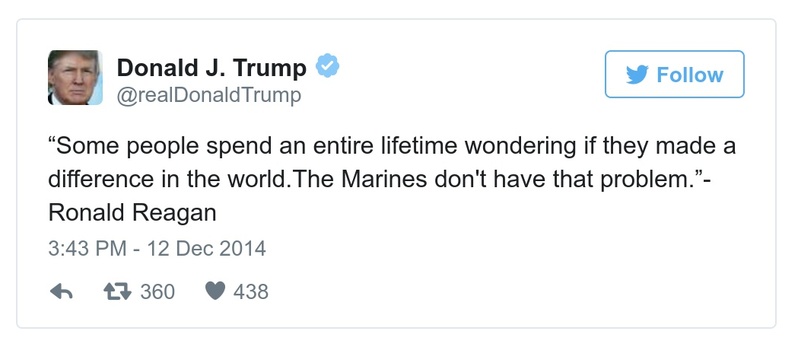 Donald J. Trump
@realDonaldTrump
Follow
“Some people spend an entire lifetime wondering if they made a
difference in the world.The Marines don't have that problem.”-
Ronald Reagan
3:43 PM - 12 Dec 2014
360 438